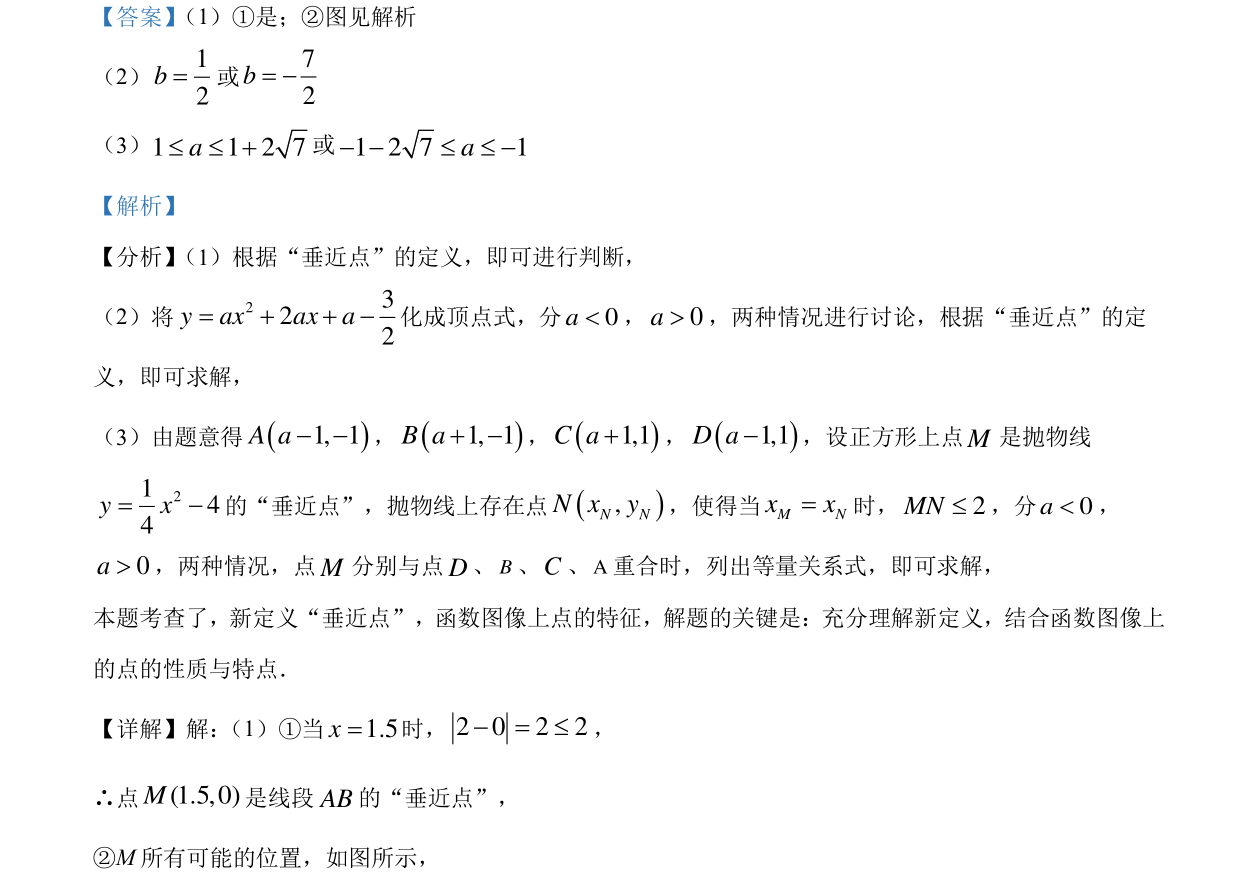 【答案】（1）①是；②图见解析
（2）b = 1/2 或 b = −7/2
（3）1 ≤ a ≤ 1 + 2√7 或 −1 − 2√7 ≤ a ≤ −1
【解析】
【分析】（1）根据“垂近点”的定义，即可进行判断，
（2）将 y = ax² + 2ax + a − 3/2 化成顶点式，分 a < 0，a > 0，两种情况进行讨论，根据“垂近点”的定
义，即可求解，
（3）由题意得 A(a−1,−1)，B(a+1,−1)，C(a+1,1)，D(a−1,1)，设正方形上点 M 是抛物线
y = 1/4 x² − 4 的“垂近点”，抛物线上存在点 N(x_N, y_N)，使得当 x_M = x_N 时，MN ≤ 2，分 a < 0，
a > 0，两种情况，点 M 分别与点 D、B、C、A 重合时，列出等量关系式，即可求解，
本题考查了，新定义“垂近点”，函数图像上点的特征，解题的关键是：充分理解新定义，结合函数图像上
的点的性质与特点．
【详解】解：（1）①当 x = 1.5 时，|2 − 0| = 2 ≤ 2，
∴点 M(1.5,0) 是线段 AB 的“垂近点”，
②M 所有可能的位置，如图所示，